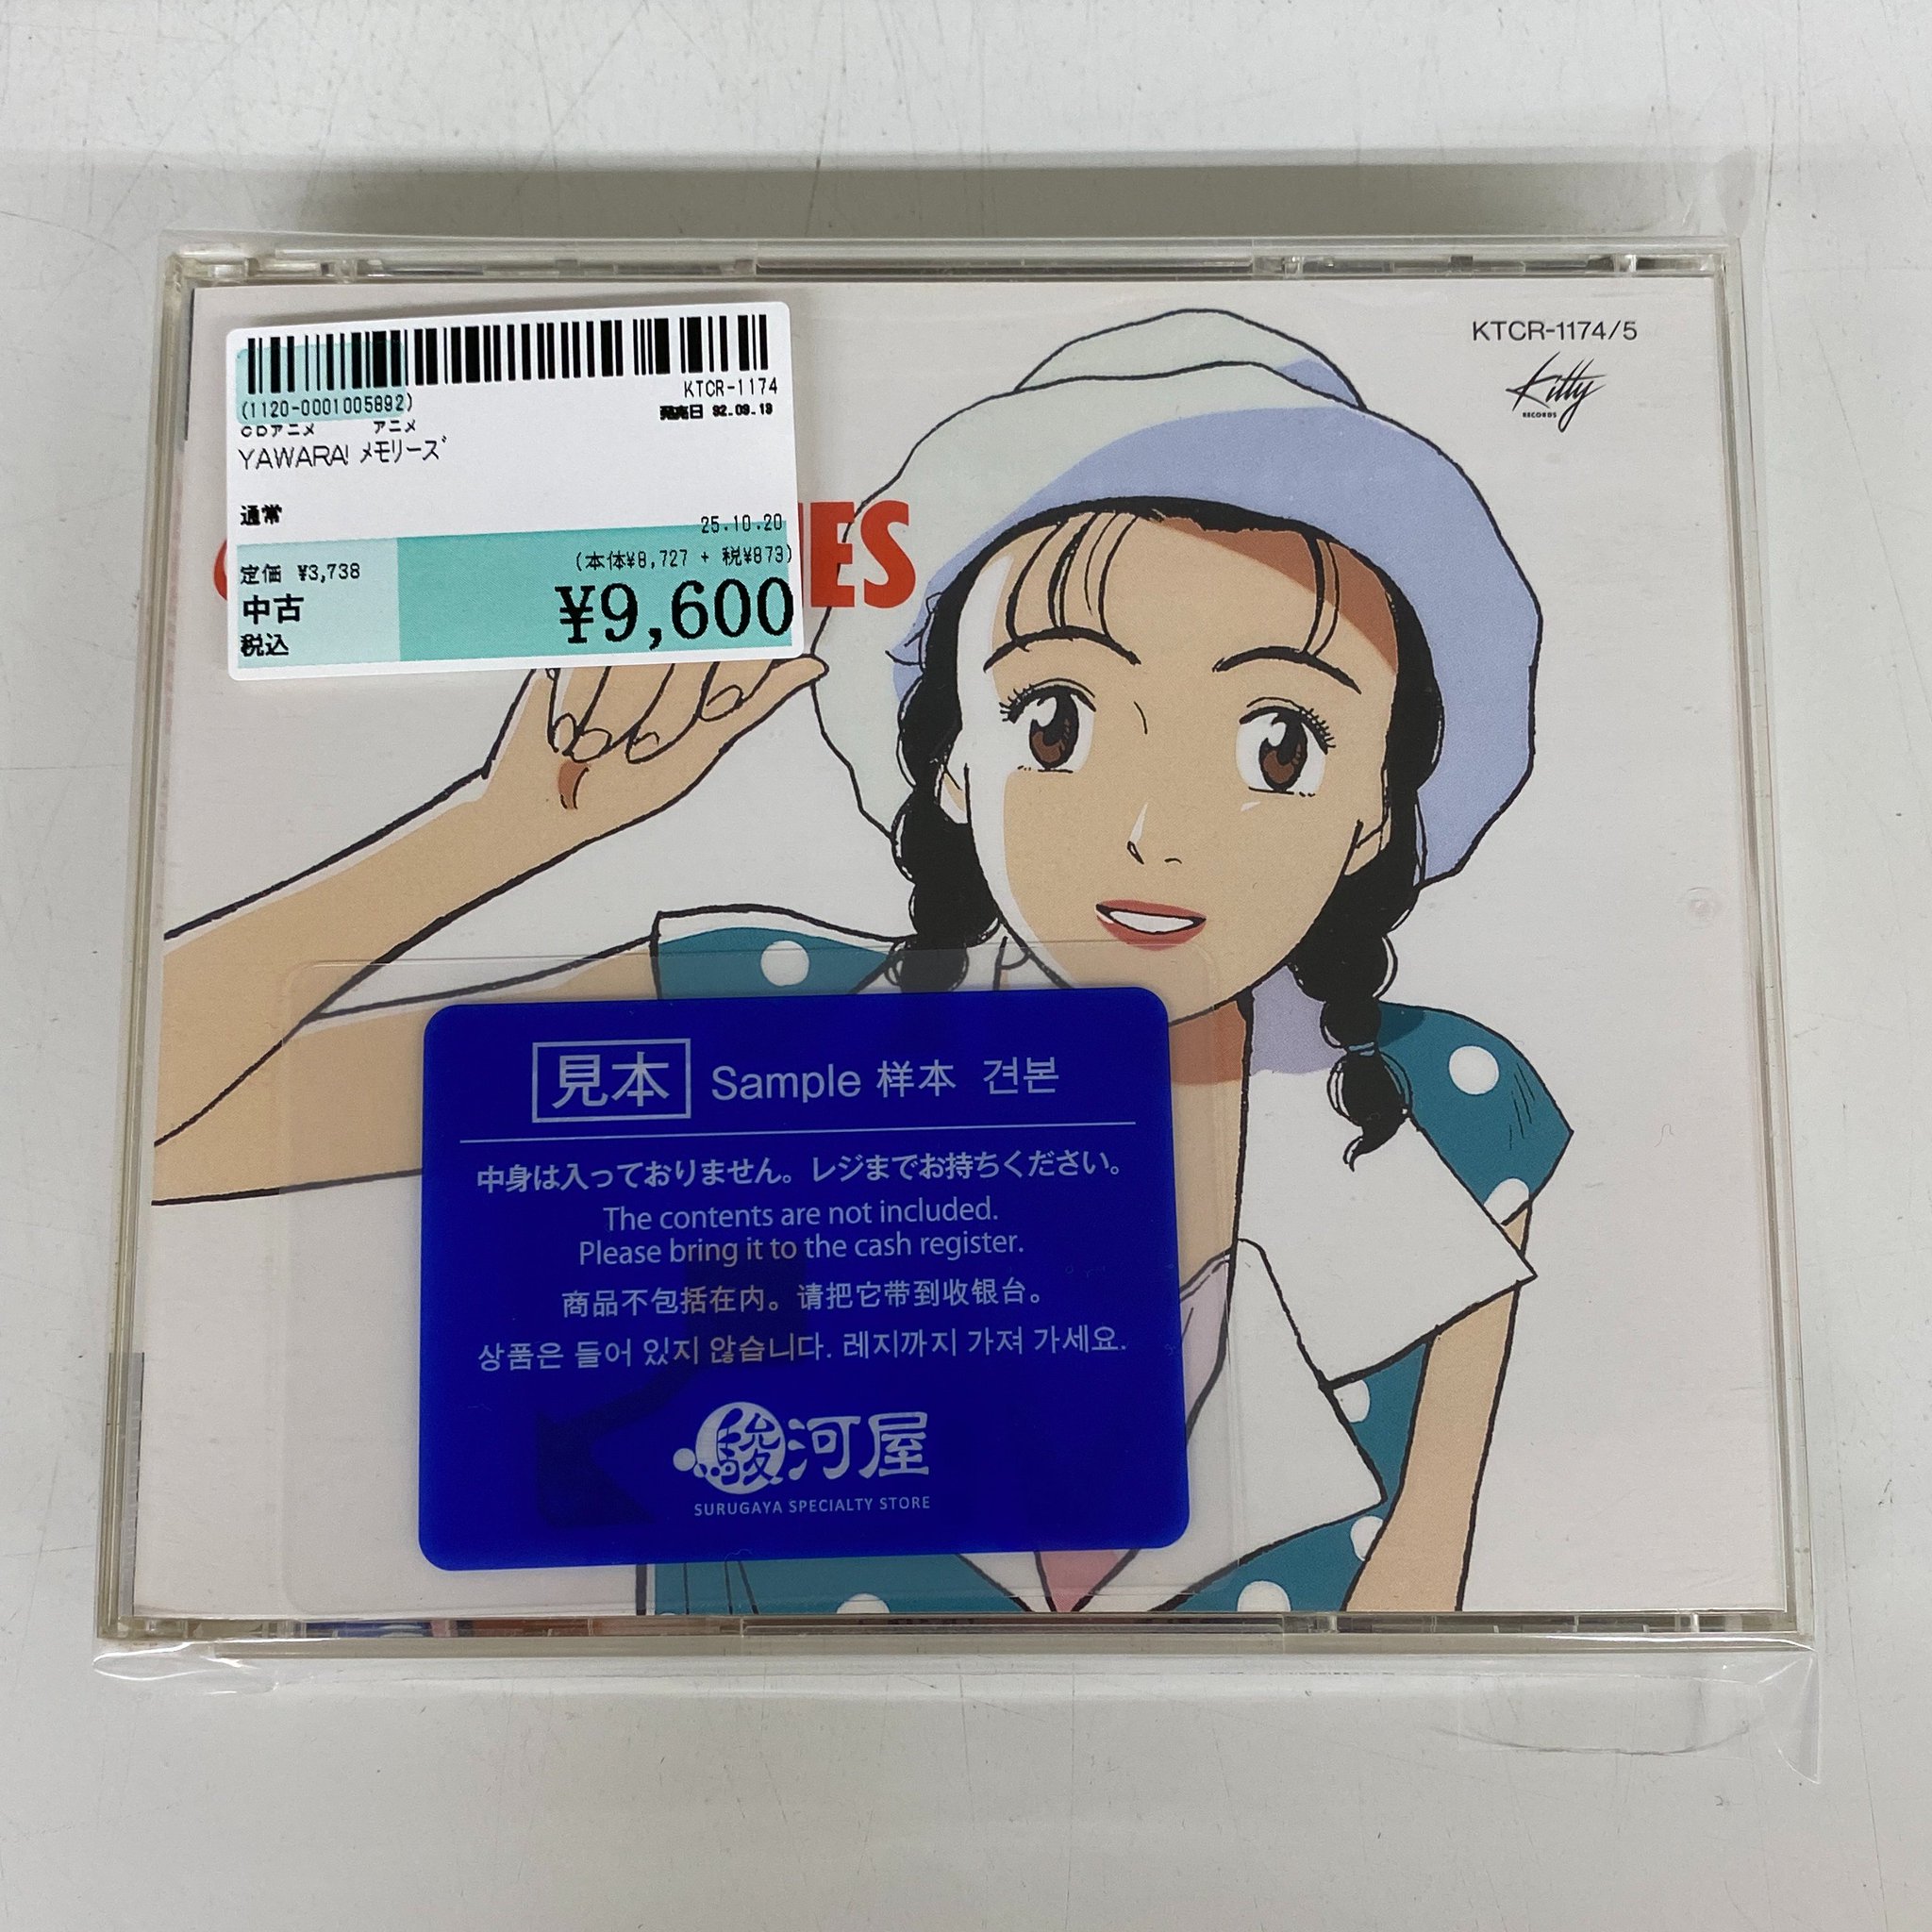 KTCR-1174/5
Kitty
RECORDS
KTCR-1174
(1120-0001005892)
発売日 92.09.19
CDアニメ アニメ
YAWARA! メモリーズ
通常
25.10.20
(本体¥8,727 + 税¥873)
定価 ¥3,738
中古
¥9,600
税込
ES
見本 Sample 样本 견본
中身は入っておりません。レジまでお持ちください。
The contents are not included.
Please bring it to the cash register.
商品不包括在内。请把它带到收银台。
상품은 들어 있지 않습니다. 레지까지 가져 가세요.
駿河屋
SURUGAYA SPECIALTY STORE